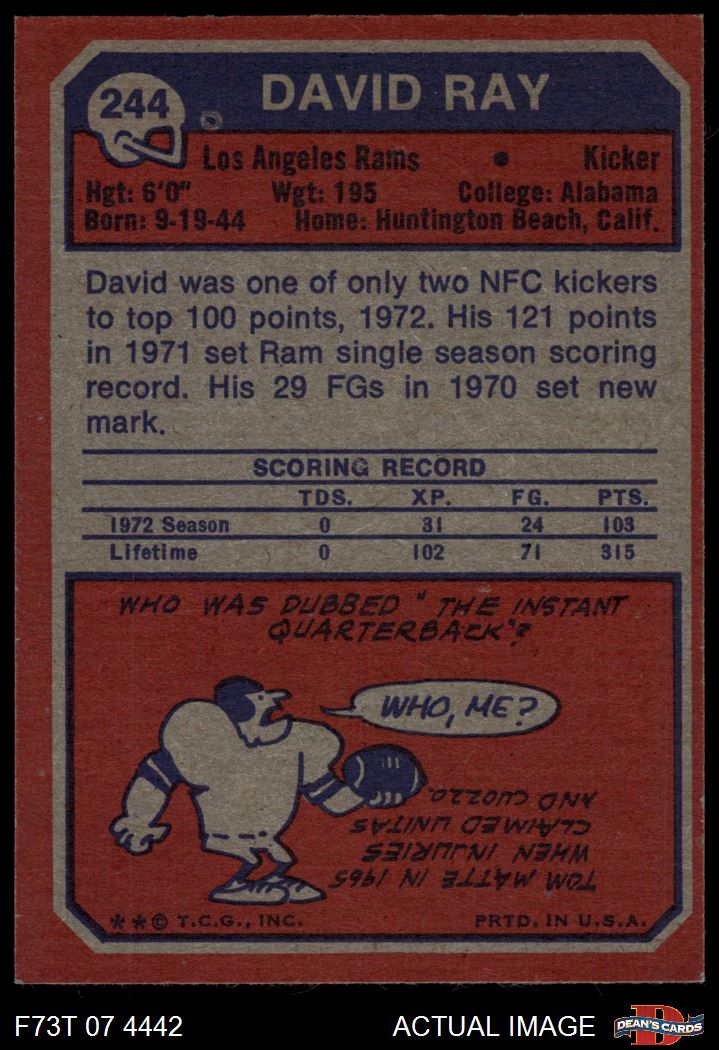 244
DAVID RAY
®
Los Angeles Rams • Kicker
Hgt: 6'0" Wgt: 195 College: Alabama
Born: 9-19-44 Home: Huntington Beach, Calif.
David was one of only two NFC kickers
to top 100 points, 1972. His 121 points
in 1971 set Ram single season scoring
record. His 29 FGs in 1970 set new
mark.
SCORING RECORD
TDS. XP. FG. PTS.
1972 Season 0 31 24 103
Lifetime 0 102 71 315
WHO WAS DUBBED "THE INSTANT
QUARTERBACK"?
WHO, ME?
TOM MATTE IN 1965
WHEN INJURIES
CLAIMED UNITAS
AND CUOZZO.
**© T.C.G., INC. PRTD. IN U.S.A.
F73T 07 4442 ACTUAL IMAGE DEAN'S CARDS